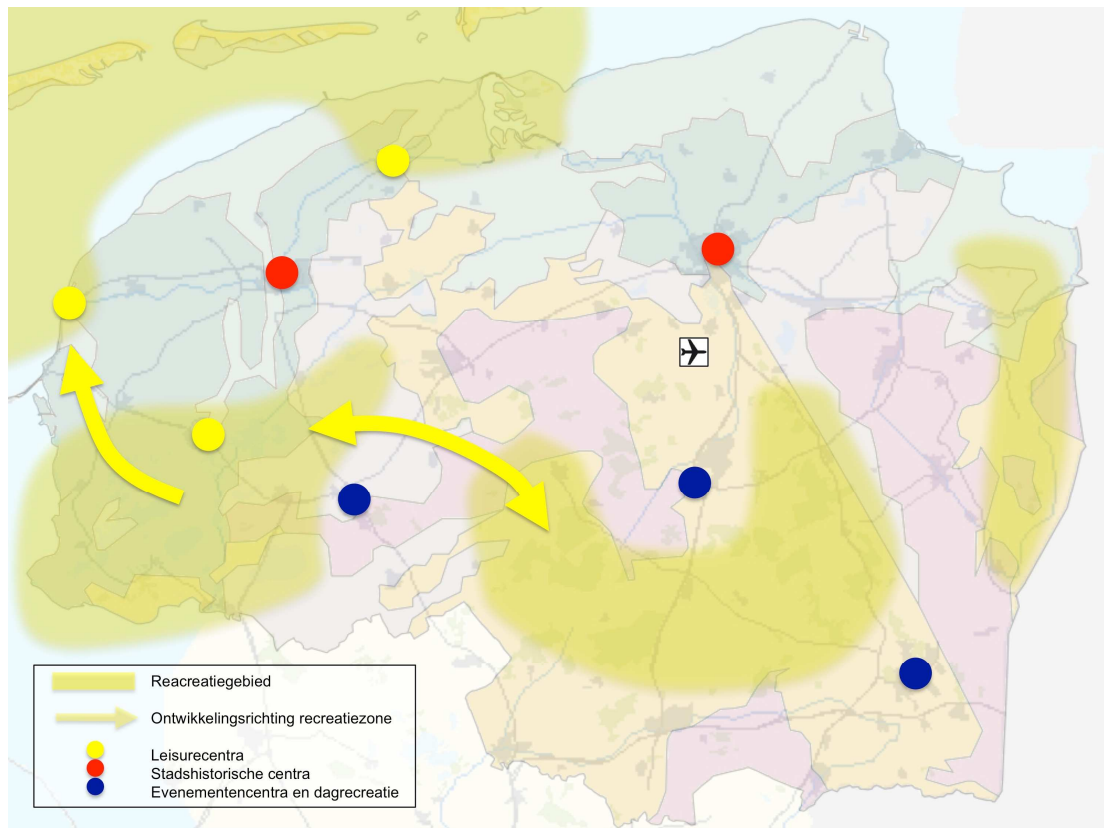 Reacreatiegebied
Ontwikkelingsrichting recreatiezone
Leisurecentra
Stadshistorische centra
Evenementencentra en dagrecreatie